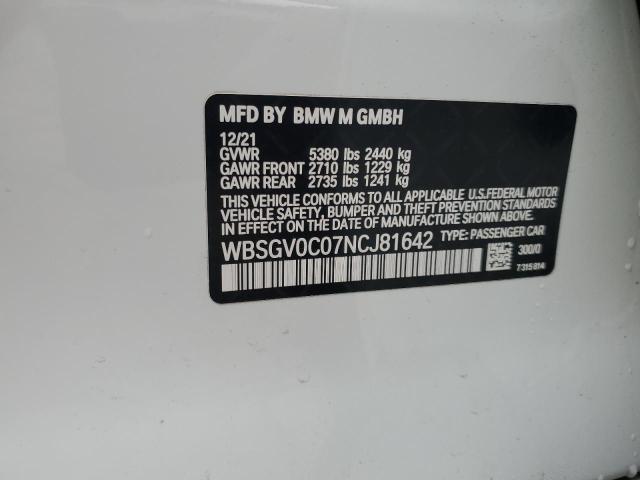 MFD BY BMW M GMBH
12/21
GVWR 5380 lbs 2440 kg
GAWR FRONT 2710 lbs 1229 kg
GAWR REAR 2735 lbs 1241 kg
THIS VEHICLE CONFORMS TO ALL APPLICABLE U.S.FEDERAL MOTOR
VEHICLE SAFETY, BUMPER AND THEFT PREVENTION STANDARDS
IN EFFECT ON THE DATE OF MANUFACTURE SHOWN ABOVE.
WBSGV0C07NCJ81642 TYPE: PASSENGER CAR
300/0
7315814